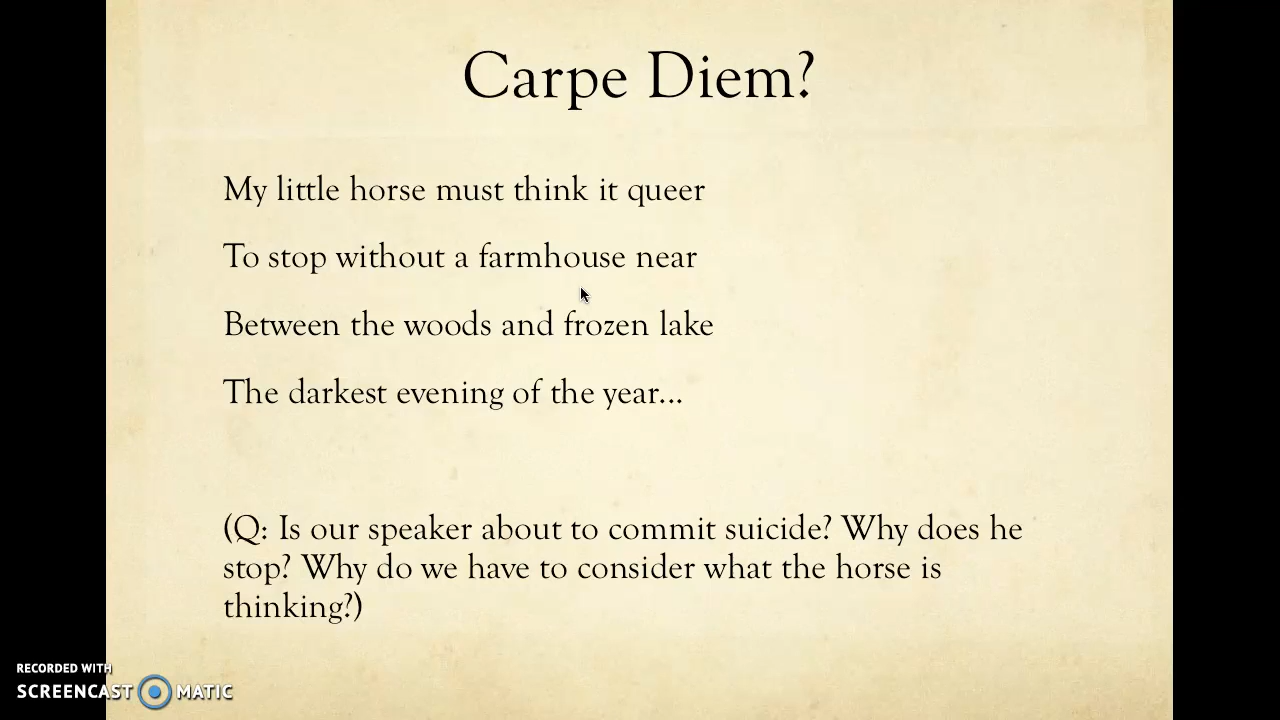 Carpe Diem?
My little horse must think it queer
To stop without a farmhouse near
Between the woods and frozen lake
The darkest evening of the year...
(Q: Is our speaker about to commit suicide? Why does he
stop? Why do we have to consider what the horse is
thinking?)
RECORDED WITH
SCREENCAST MATIC